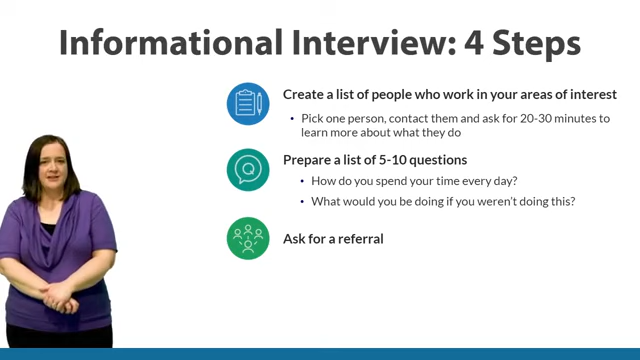 Informational Interview: 4 Steps
Create a list of people who work in your areas of interest
• Pick one person, contact them and ask for 20-30 minutes to
learn more about what they do
Prepare a list of 5-10 questions
• How do you spend your time every day?
• What would you be doing if you weren't doing this?
Ask for a referral